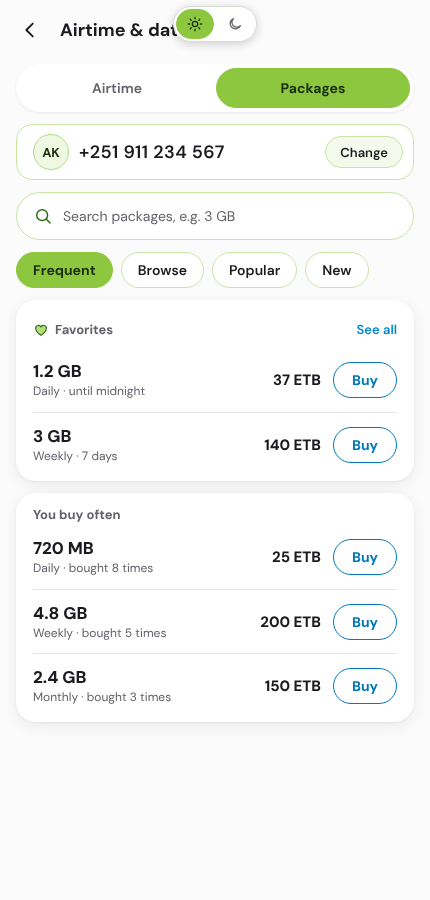 Airtime & dat
Airtime
Packages
AK
+251 911 234 567
Change
Search packages, e.g. 3 GB
Frequent
Browse
Popular
New
Favorites
See all
1.2 GB
Daily · until midnight
37 ETB
Buy
3 GB
Weekly · 7 days
140 ETB
Buy
You buy often
720 MB
Daily · bought 8 times
25 ETB
Buy
4.8 GB
Weekly · bought 5 times
200 ETB
Buy
2.4 GB
Monthly · bought 3 times
150 ETB
Buy